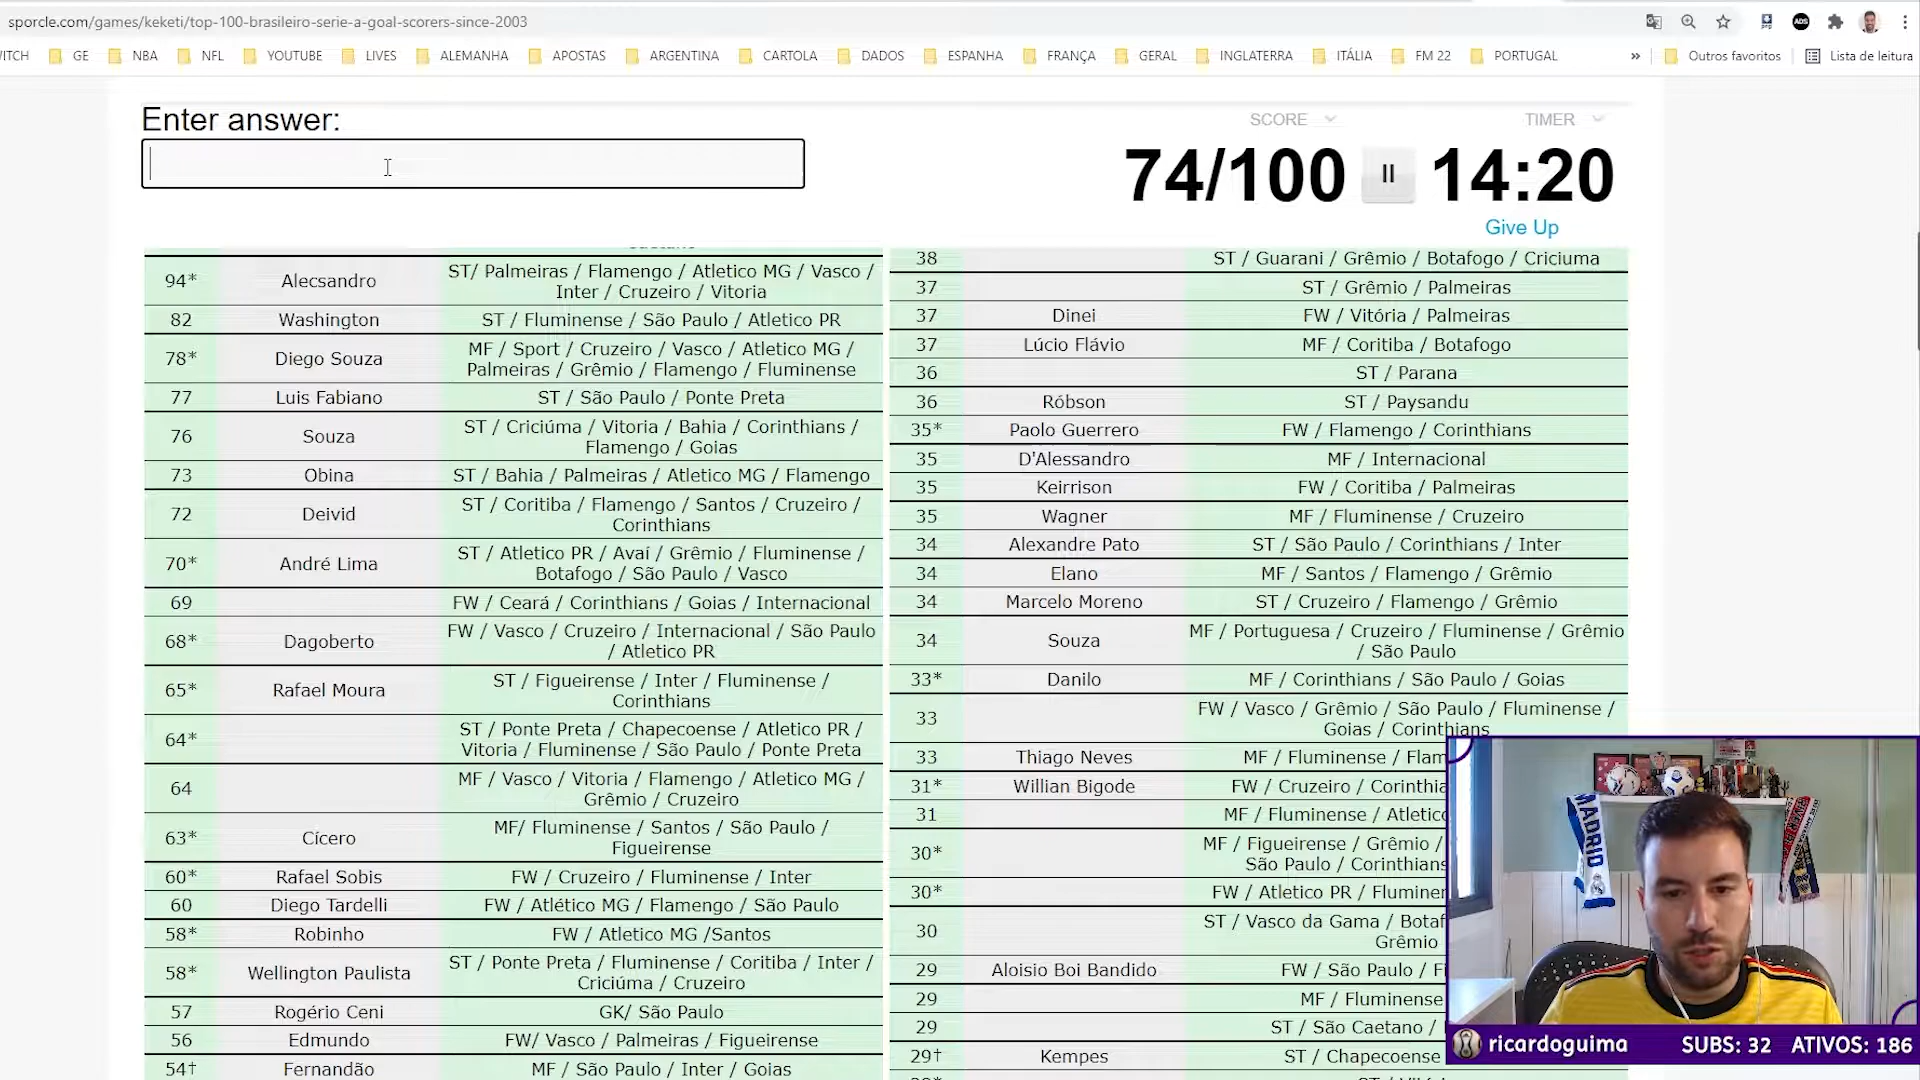 sporcle.com/games/keketi/top-100-brasileiro-serie-a-goal-scorers-since-2003
ITCH GE NBA NFL YOUTUBE LIVES ALEMANHA APOSTAS ARGENTINA CARTOLA DADOS ESPANHA FRANÇA GERAL INGLATERRA ITÁLIA FM 22 PORTUGAL » Outros favoritos Lista de leitura
Enter answer:
SCORE TIMER
74/100 14:20
Give Up
94* Alecsandro ST/ Palmeiras / Flamengo / Atletico MG / Vasco /
Inter / Cruzeiro / Vitoria
82 Washington ST / Fluminense / São Paulo / Atletico PR
78* Diego Souza MF / Sport / Cruzeiro / Vasco / Atletico MG /
Palmeiras / Grêmio / Flamengo / Fluminense
77 Luis Fabiano ST / São Paulo / Ponte Preta
76 Souza ST / Criciúma / Vitoria / Bahia / Corinthians /
Flamengo / Goias
73 Obina ST / Bahia / Palmeiras / Atletico MG / Flamengo
72 Deivid ST / Coritiba / Flamengo / Santos / Cruzeiro /
Corinthians
70* André Lima ST / Atletico PR / Avaí / Grêmio / Fluminense /
Botafogo / São Paulo / Vasco
69 FW / Ceará / Corinthians / Goias / Internacional
68* Dagoberto FW / Vasco / Cruzeiro / Internacional / São Paulo
/ Atletico PR
65* Rafael Moura ST / Figueirense / Inter / Fluminense /
Corinthians
64* ST / Ponte Preta / Chapecoense / Atletico PR /
Vitoria / Fluminense / São Paulo / Ponte Preta
64 MF / Vasco / Vitoria / Flamengo / Atletico MG /
Grêmio / Cruzeiro
63* Cícero MF/ Fluminense / Santos / São Paulo /
Figueirense
60* Rafael Sobis FW / Cruzeiro / Fluminense / Inter
60 Diego Tardelli FW / Atlético MG / Flamengo / São Paulo
58* Robinho FW / Atletico MG /Santos
58* Wellington Paulista ST / Ponte Preta / Fluminense / Coritiba / Inter /
Criciúma / Cruzeiro
57 Rogério Ceni GK/ São Paulo
56 Edmundo FW/ Vasco / Palmeiras / Figueirense
54† Fernandão MF / São Paulo / Inter / Goias
38 ST / Guarani / Grêmio / Botafogo / Criciuma
37 ST / Grêmio / Palmeiras
37 Dinei FW / Vitória / Palmeiras
37 Lúcio Flávio MF / Coritiba / Botafogo
36 ST / Parana
36 Róbson ST / Paysandu
35* Paolo Guerrero FW / Flamengo / Corinthians
35 D'Alessandro MF / Internacional
35 Keirrison FW / Coritiba / Palmeiras
35 Wagner MF / Fluminense / Cruzeiro
34 Alexandre Pato ST / São Paulo / Corinthians / Inter
34 Elano MF / Santos / Flamengo / Grêmio
34 Marcelo Moreno ST / Cruzeiro / Flamengo / Grêmio
34 Souza MF / Portuguesa / Cruzeiro / Fluminense / Grêmio
/ São Paulo
33* Danilo MF / Corinthians / São Paulo / Goias
33 FW / Vasco / Grêmio / São Paulo / Fluminense /
Goias / Corinthians
33 Thiago Neves MF / Fluminense / Flam
31* Willian Bigode FW / Cruzeiro / Corinthia
31 MF / Fluminense / Atletic
30* MF / Figueirense / Grêmio /
São Paulo / Corinthians
30* FW / Atletico PR / Fluminen
30 ST / Vasco da Gama / Botaf
Grêmio
29 Aloisio Boi Bandido FW / São Paulo / Fi
29 MF / Fluminense
29 ST / São Caetano /
29† Kempes ST / Chapecoense
MADRID
ricardoguima SUBS: 32 ATIVOS: 186